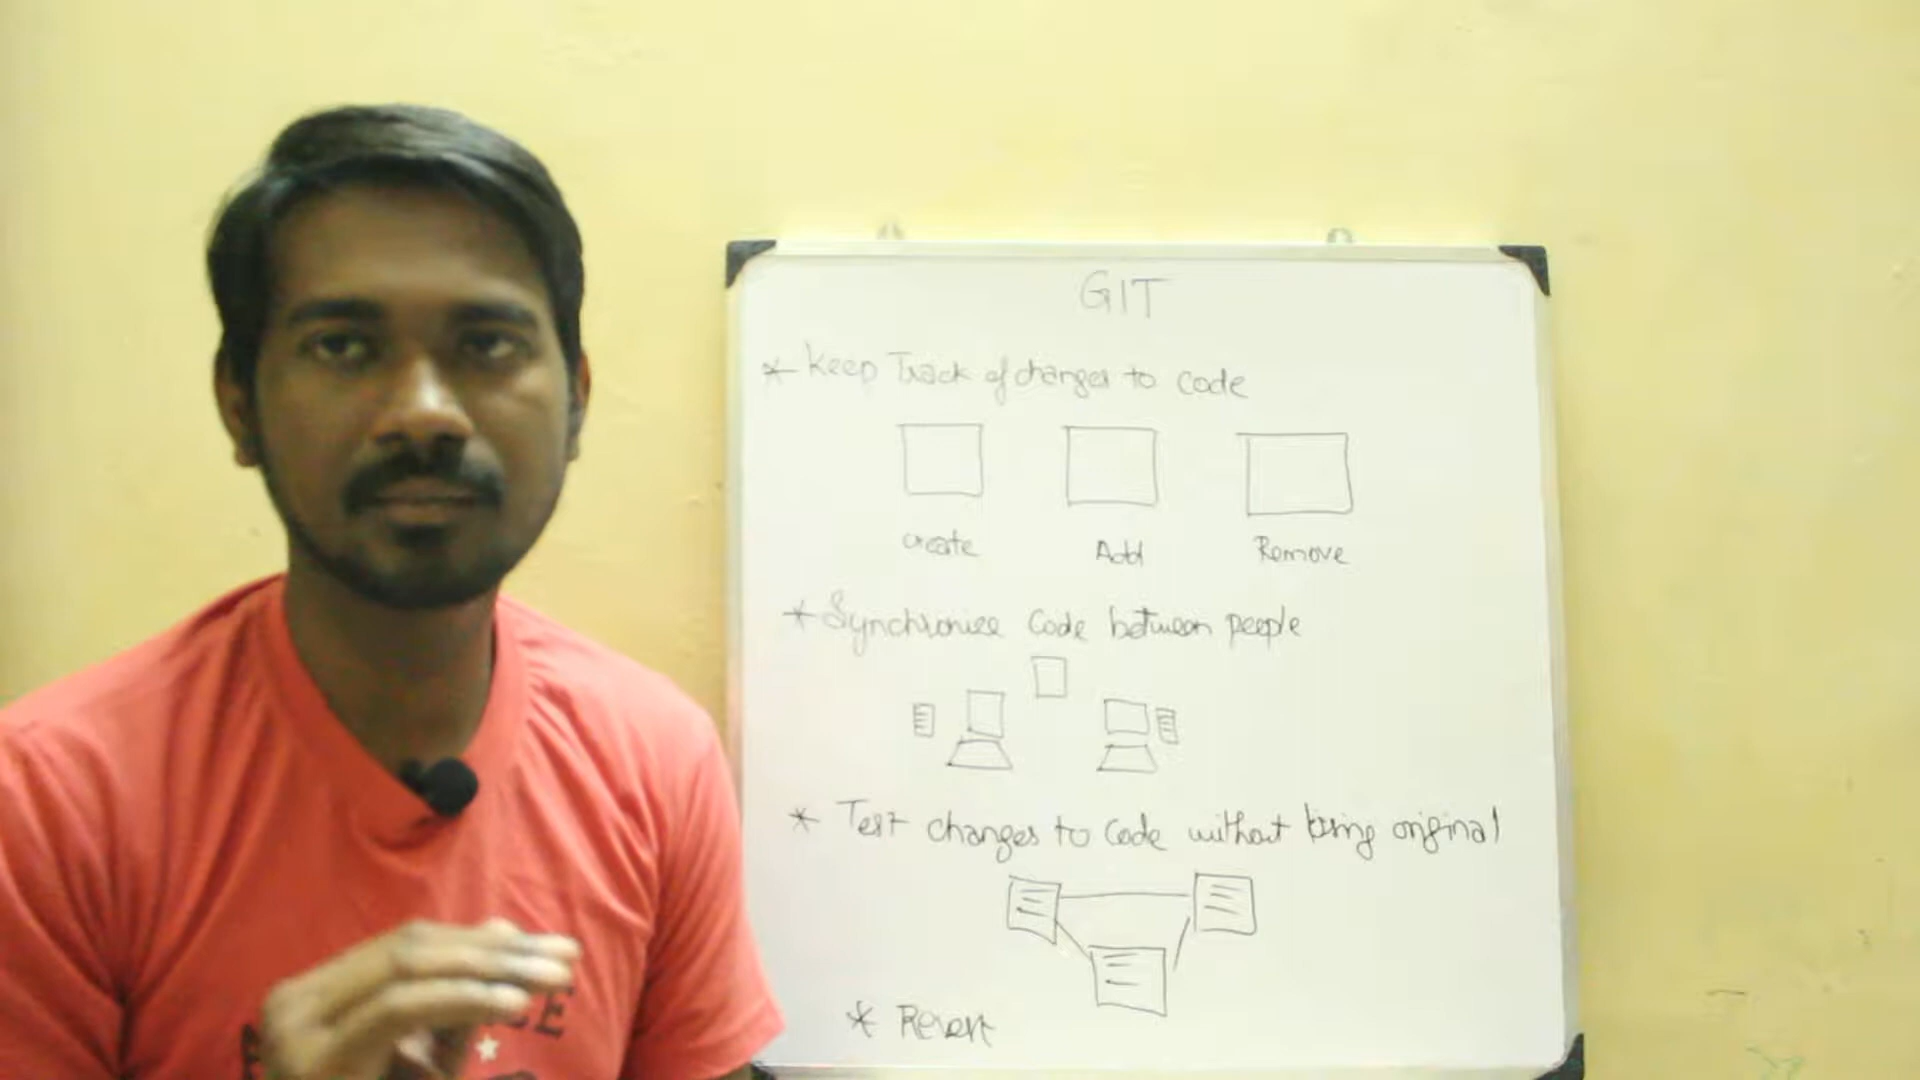 GIT
* Keep Track of changes to code
Create Add Remove
* Synchronize Code between people
* Test changes to Code without losing original
* Revert